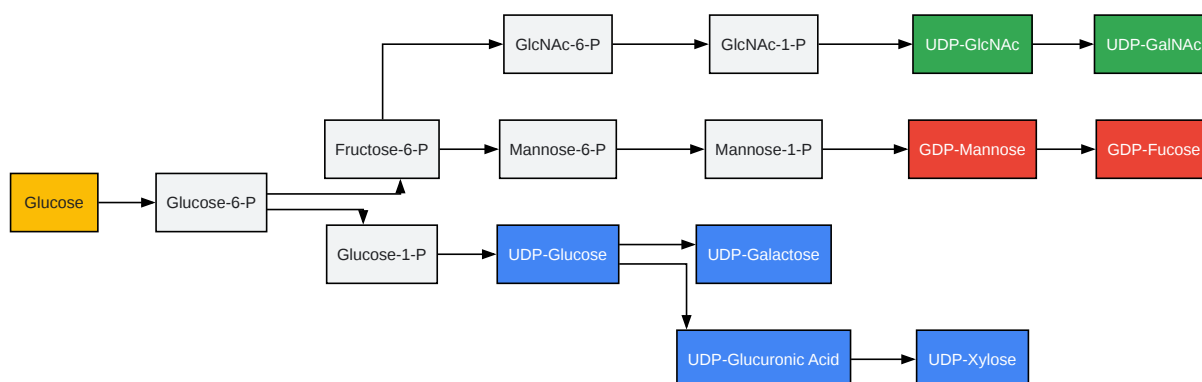 GlcNAc-6-P
GlcNAc-1-P
UDP-GlcNAc
UDP-GalNAc
Fructose-6-P
Mannose-6-P
Mannose-1-P
GDP-Mannose
GDP-Fucose
Glucose
Glucose-6-P
Glucose-1-P
UDP-Glucose
UDP-Galactose
UDP-Glucuronic Acid
UDP-Xylose